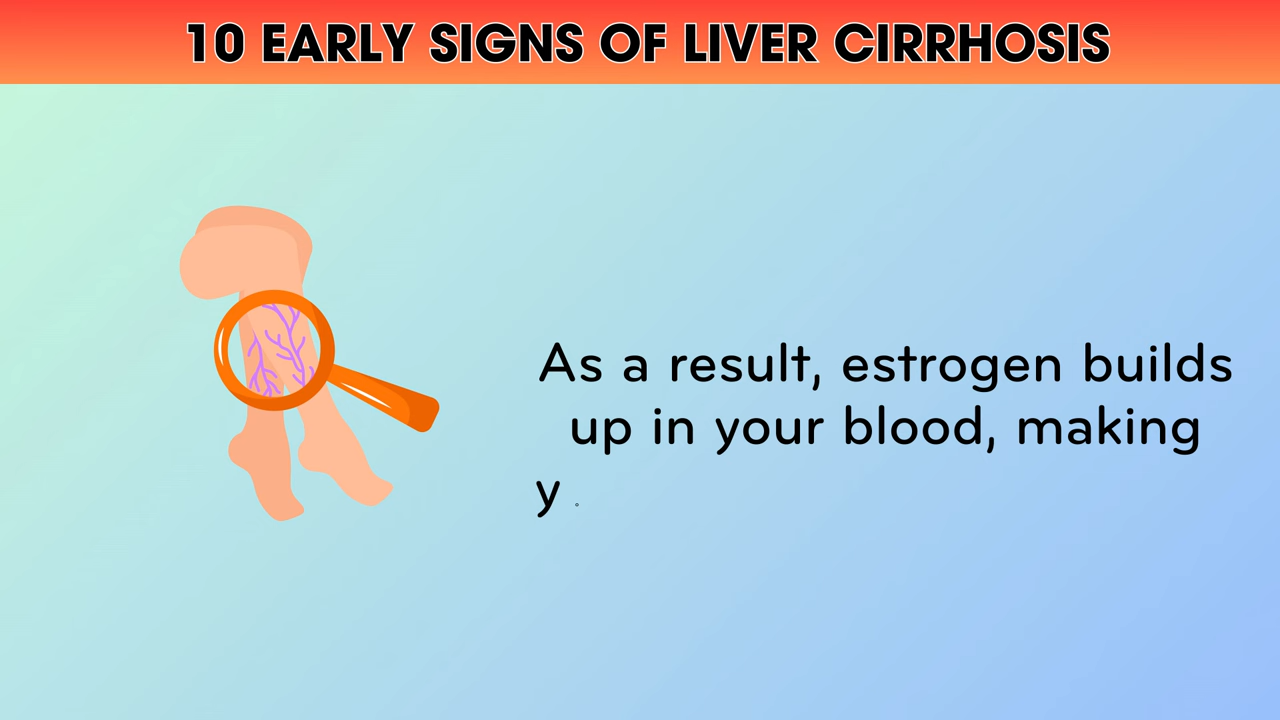 10 EARLY SIGNS OF LIVER CIRRHOSIS
As a result, estrogen builds
up in your blood, making
y